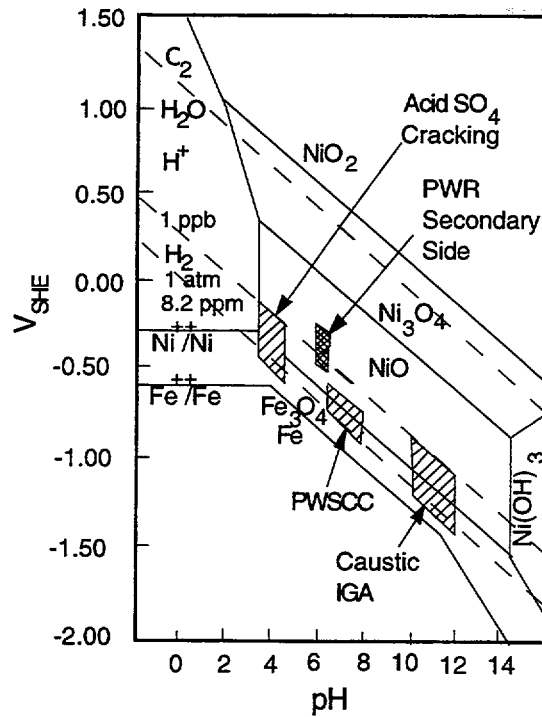 1.50
C2
1.00
H2O
Acid SO4
Cracking
NiO2
H+
0.50
PWR
Secondary
Side
1 ppb
H2
0.00
1 atm
8.2 ppm
VSHE
Ni3O4
Ni++/Ni
NiO
-0.50
Fe++/Fe
Fe3O4
Fe
-1.00
PWSCC
Ni(OH)3
-1.50
Caustic
IGA
-2.00
0 2 4 6 8 10 12 14
pH